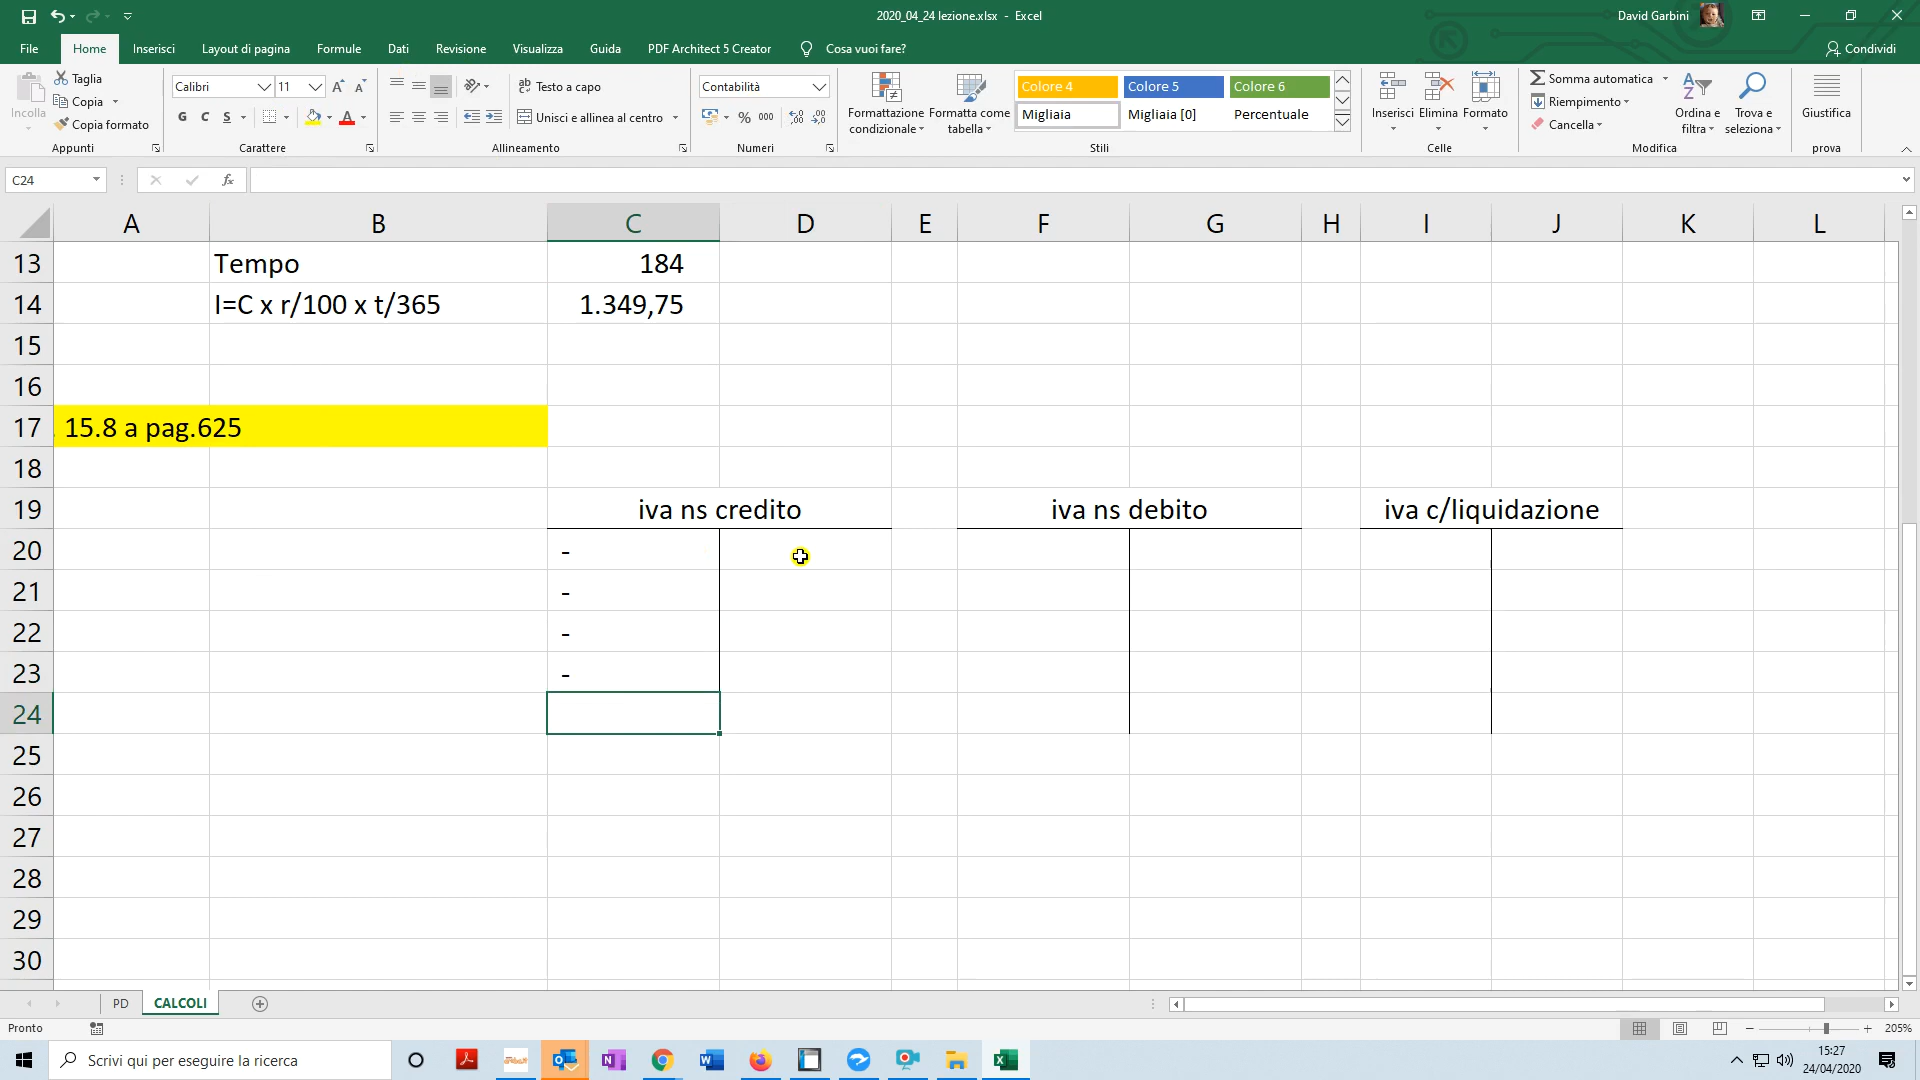 2020_04_24 lezione.xlsx - Excel
David Garbini
File Home Inserisci Layout di pagina Formule Dati Revisione Visualizza Guida PDF Architect 5 Creator Cosa vuoi fare? Condividi
Incolla
Taglia
Copia
Copia formato
Appunti
Calibri 11
G C S
Carattere
Testo a capo
Unisci e allinea al centro
Allineamento
Contabilità
% 000
Numeri
Formattazione condizionale
Formatta come tabella
Colore 4 Colore 5 Colore 6
Migliaia Migliaia [0] Percentuale
Stili
Inserisci Elimina Formato
Celle
Somma automatica
Riempimento
Cancella
Ordina e filtra
Trova e seleziona
Modifica
Giustifica
prova
C24 fx
A B C D E F G H I J K L
13 Tempo 184
14 I=C x r/100 x t/365 1.349,75
15
16
17 15.8 a pag.625
18
19 iva ns credito iva ns debito iva c/liquidazione
20 -
21 -
22 -
23 -
24
25
26
27
28
29
30
PD CALCOLI
Pronto 205%
Scrivi qui per eseguire la ricerca
15:27
24/04/2020